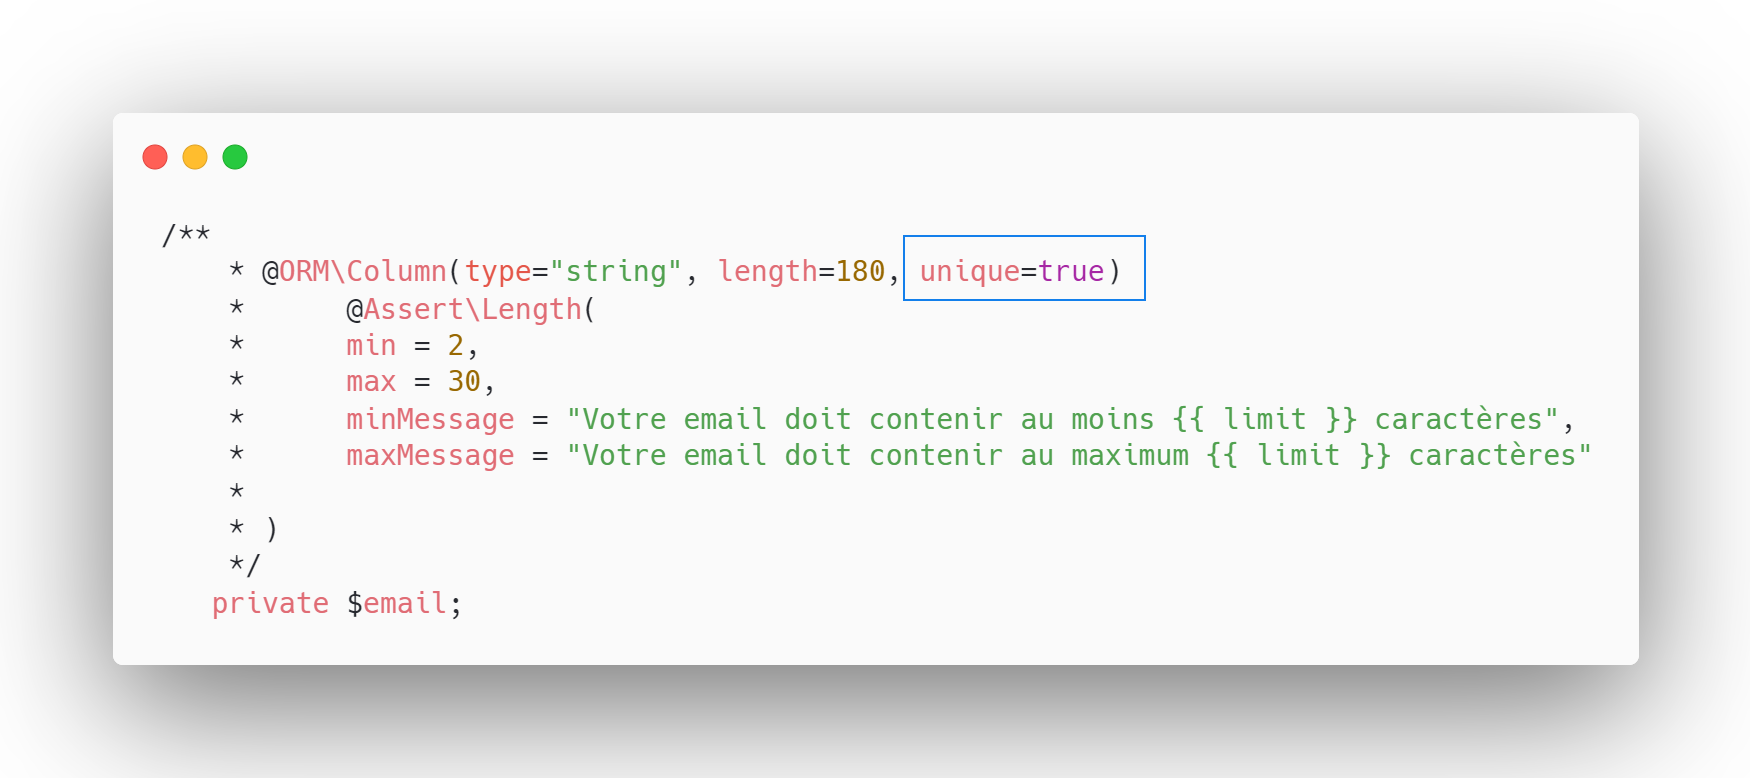 /**
* @ORM\Column(type="string", length=180, unique=true)
* @Assert\Length(
* min = 2,
* max = 30,
* minMessage = "Votre email doit contenir au moins {{ limit }} caractères",
* maxMessage = "Votre email doit contenir au maximum {{ limit }} caractères"
*
* )
*/
private $email;